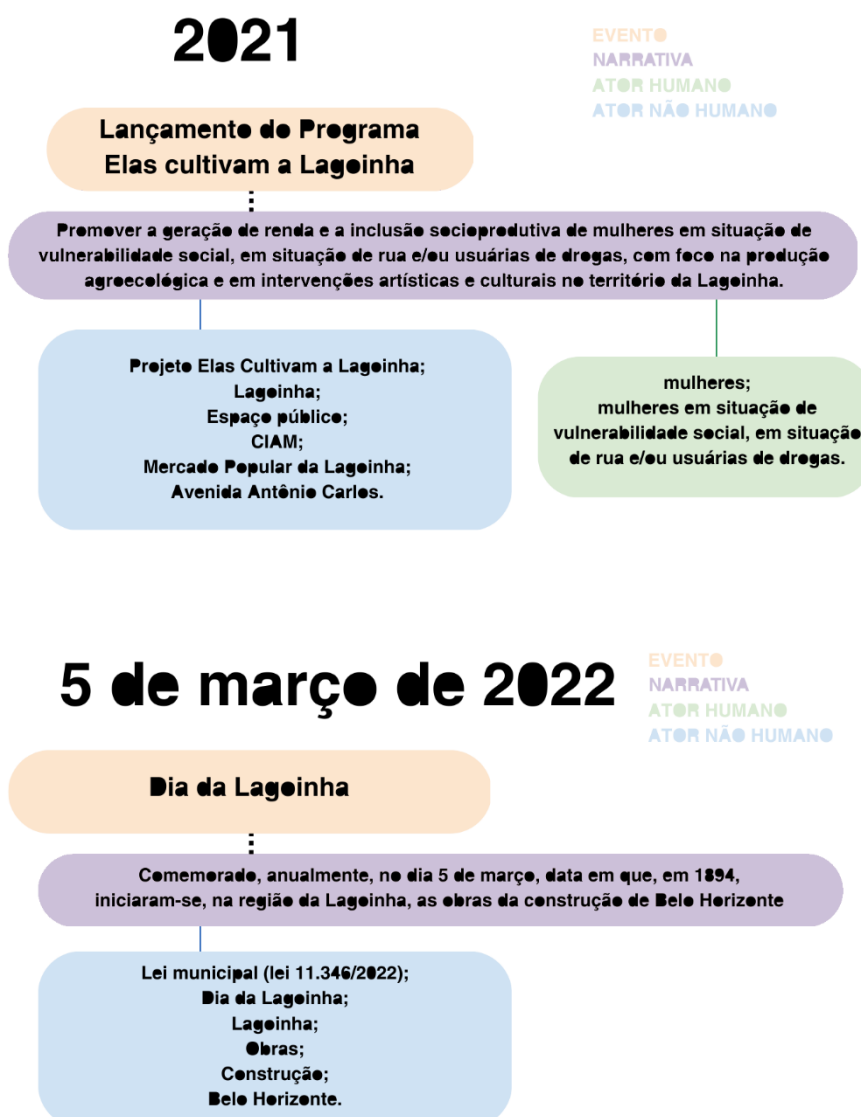 2021
EVENTO
NARRATIVA
ATOR HUMANO
ATOR NÃO HUMANO
Lançamento do Programa
Elas cultivam a Lagoinha
Promover a geração de renda e a inclusão socioprodutiva de mulheres em situação de
vulnerabilidade social, em situação de rua e/ou usuárias de drogas, com foco na produção
agroecológica e em intervenções artísticas e culturais no território da Lagoinha.
Projeto Elas Cultivam a Lagoinha;
Lagoinha;
Espaço público;
CIAM;
Mercado Popular da Lagoinha;
Avenida Antônio Carlos.
mulheres;
mulheres em situação de
vulnerabilidade social, em situação
de rua e/ou usuárias de drogas.
5 de março de 2022
EVENTO
NARRATIVA
ATOR HUMANO
ATOR NÃO HUMANO
Dia da Lagoinha
Comemorado, anualmente, no dia 5 de março, data em que, em 1894,
iniciaram-se, na região da Lagoinha, as obras da construção de Belo Horizonte
Lei municipal (lei 11.346/2022);
Dia da Lagoinha;
Lagoinha;
Obras;
Construção;
Belo Horizonte.